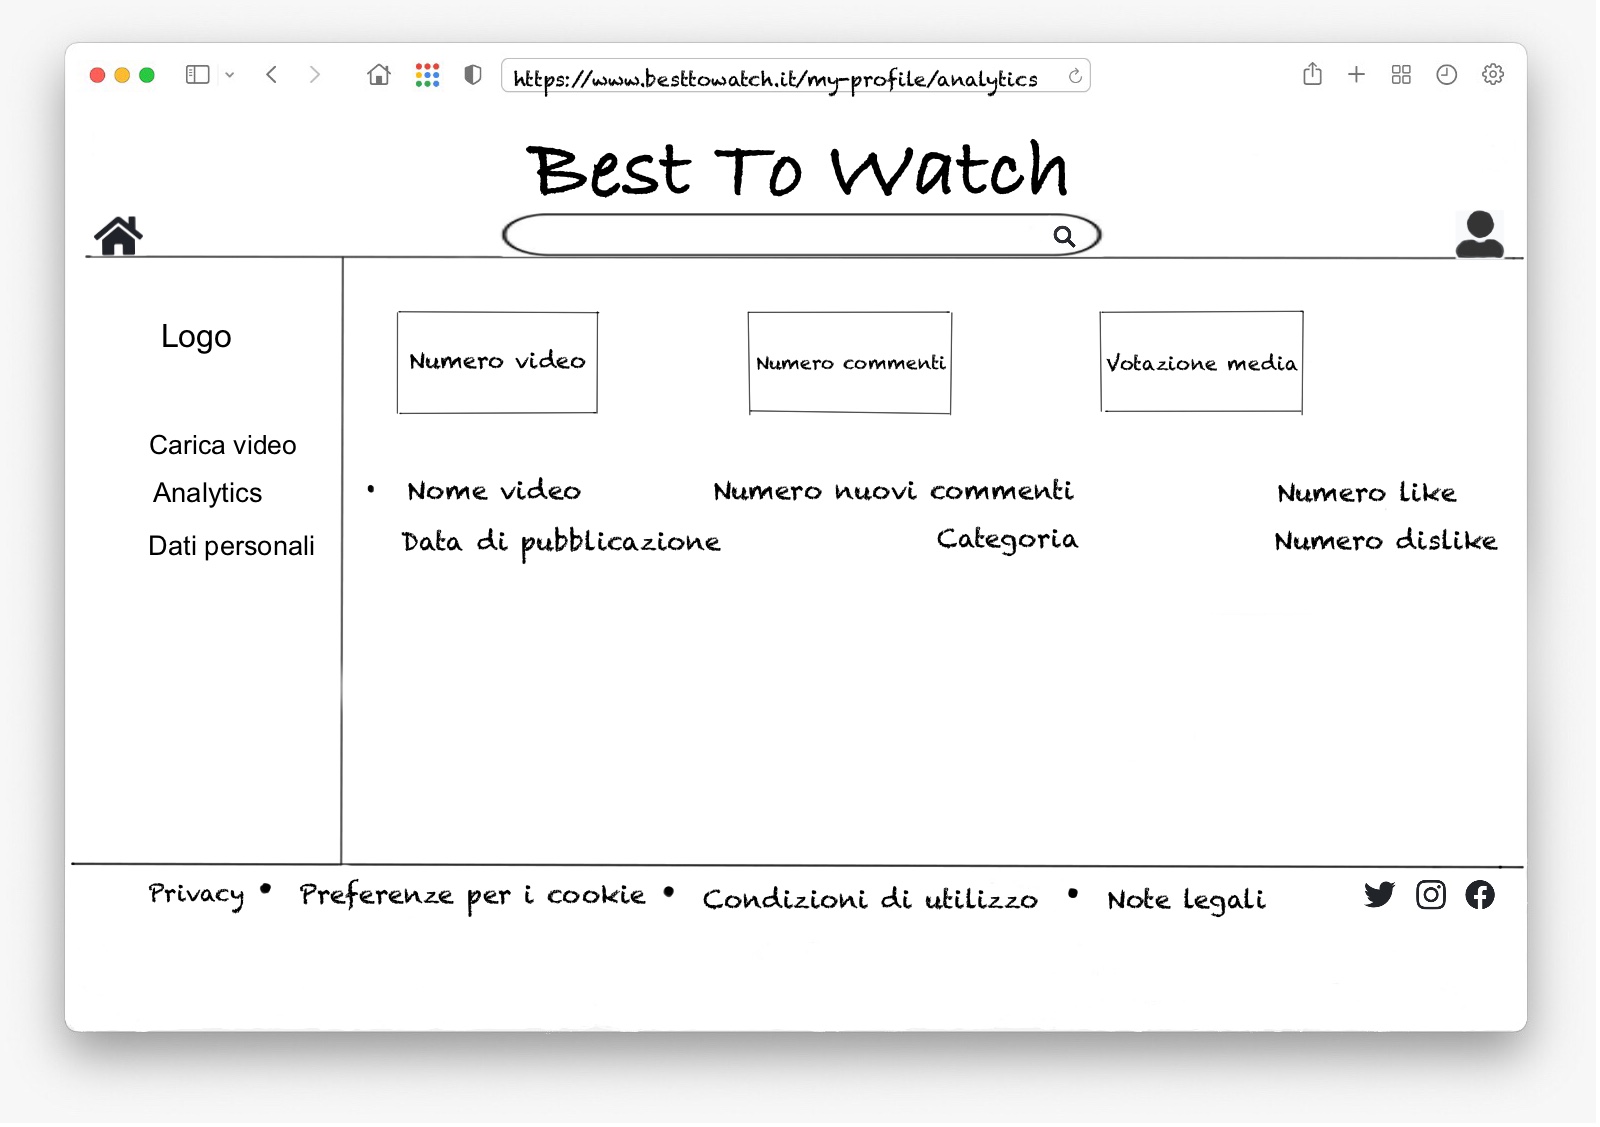 https://www.besttowatch.it/my-profile/analytics
Best To Watch
Logo
Carica video
Analytics
Dati personali
Numero video
Numero commenti
Votazione media
• Nome video Numero nuovi commenti Numero like
Data di pubblicazione Categoria Numero dislike
Privacy • Preferenze per i cookie • Condizioni di utilizzo • Note legali